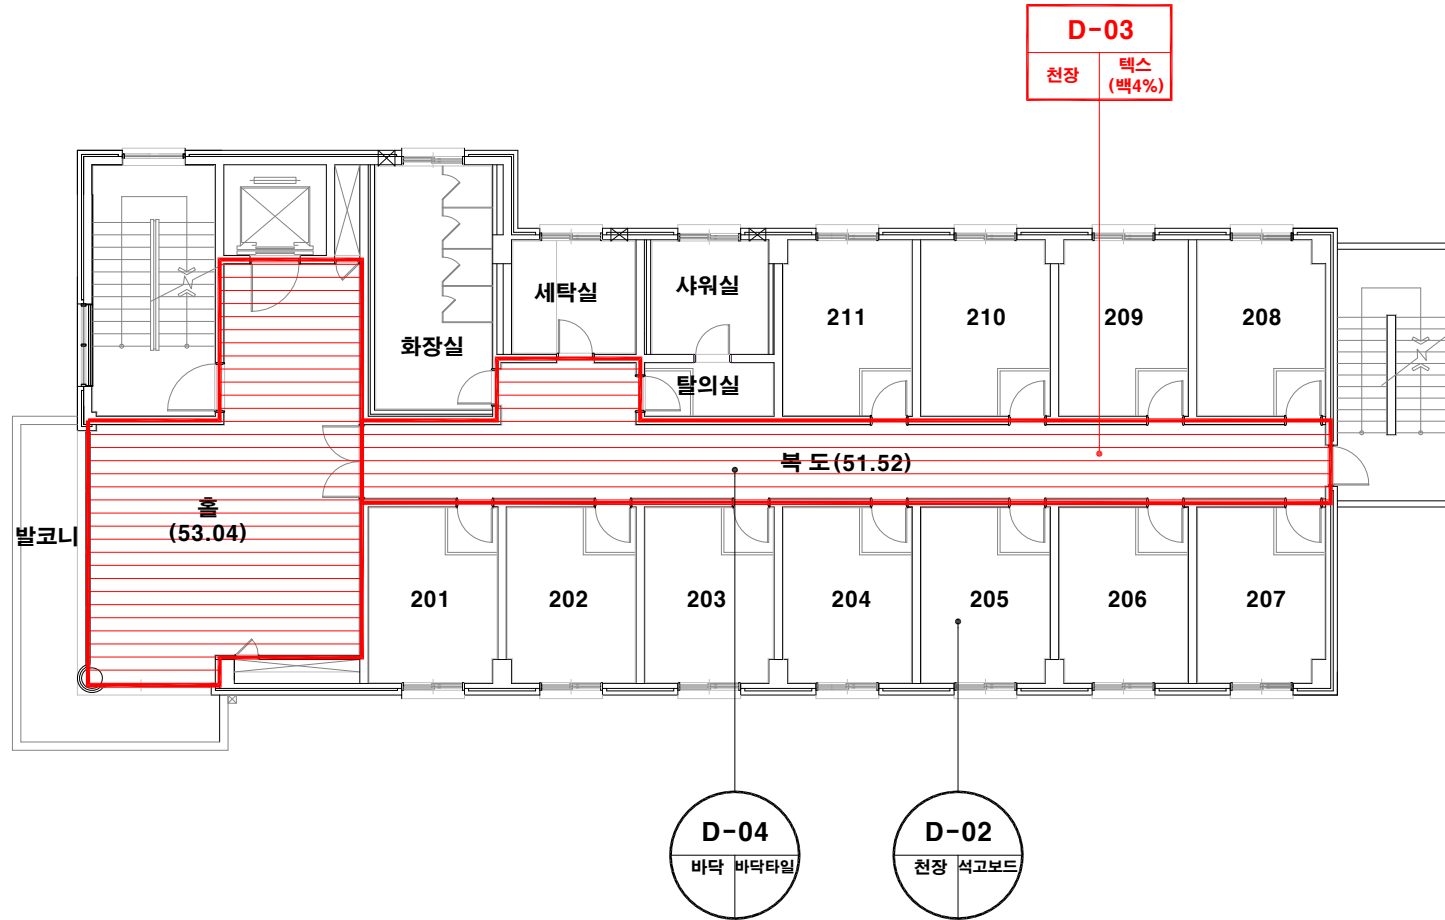 D-03
천장
텍스
(백4%)
세탁실
샤워실
화장실
탈의실
211
210
209
208
복 도(51.52)
홀
(53.04)
발코니
201
202
203
204
205
206
207
D-04
바닥
바닥타일
D-02
천장
석고보드